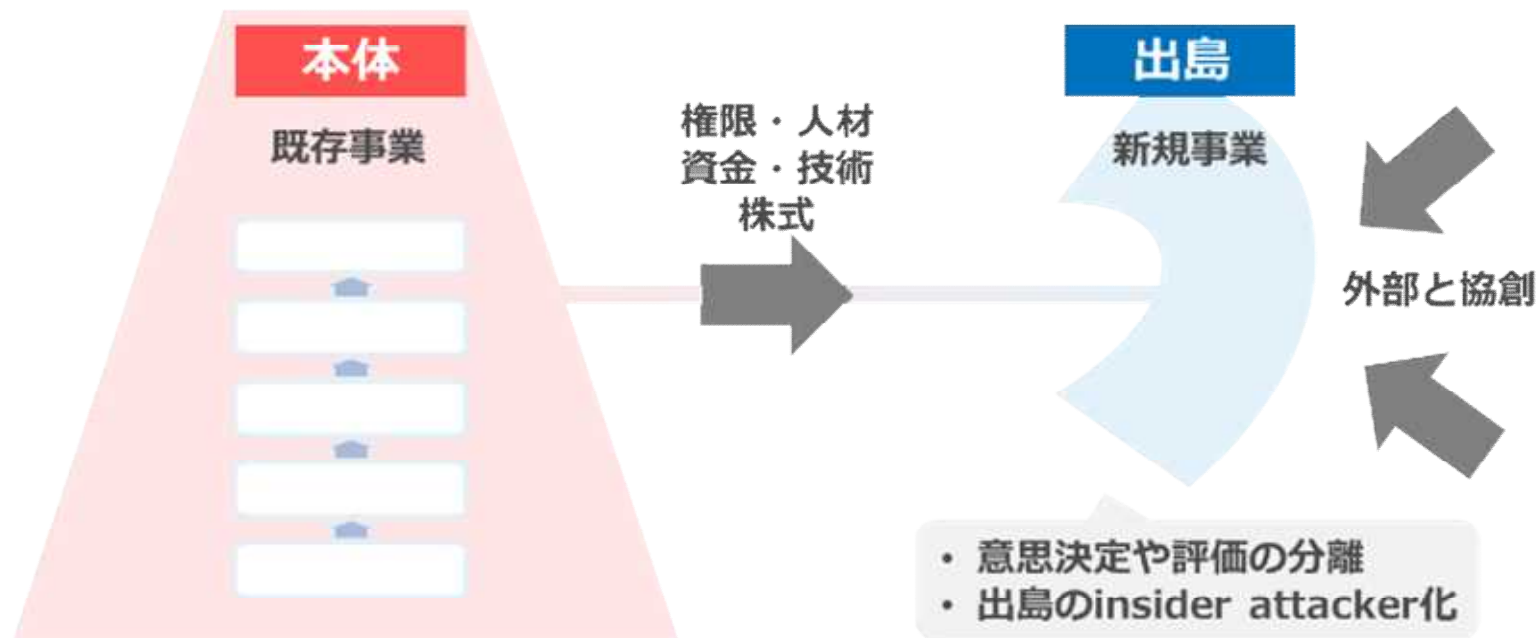 本体
既存事業
権限・人材
資金・技術
株式
出島
新規事業
外部と協創
• 意思決定や評価の分離
• 出島のinsider attacker化